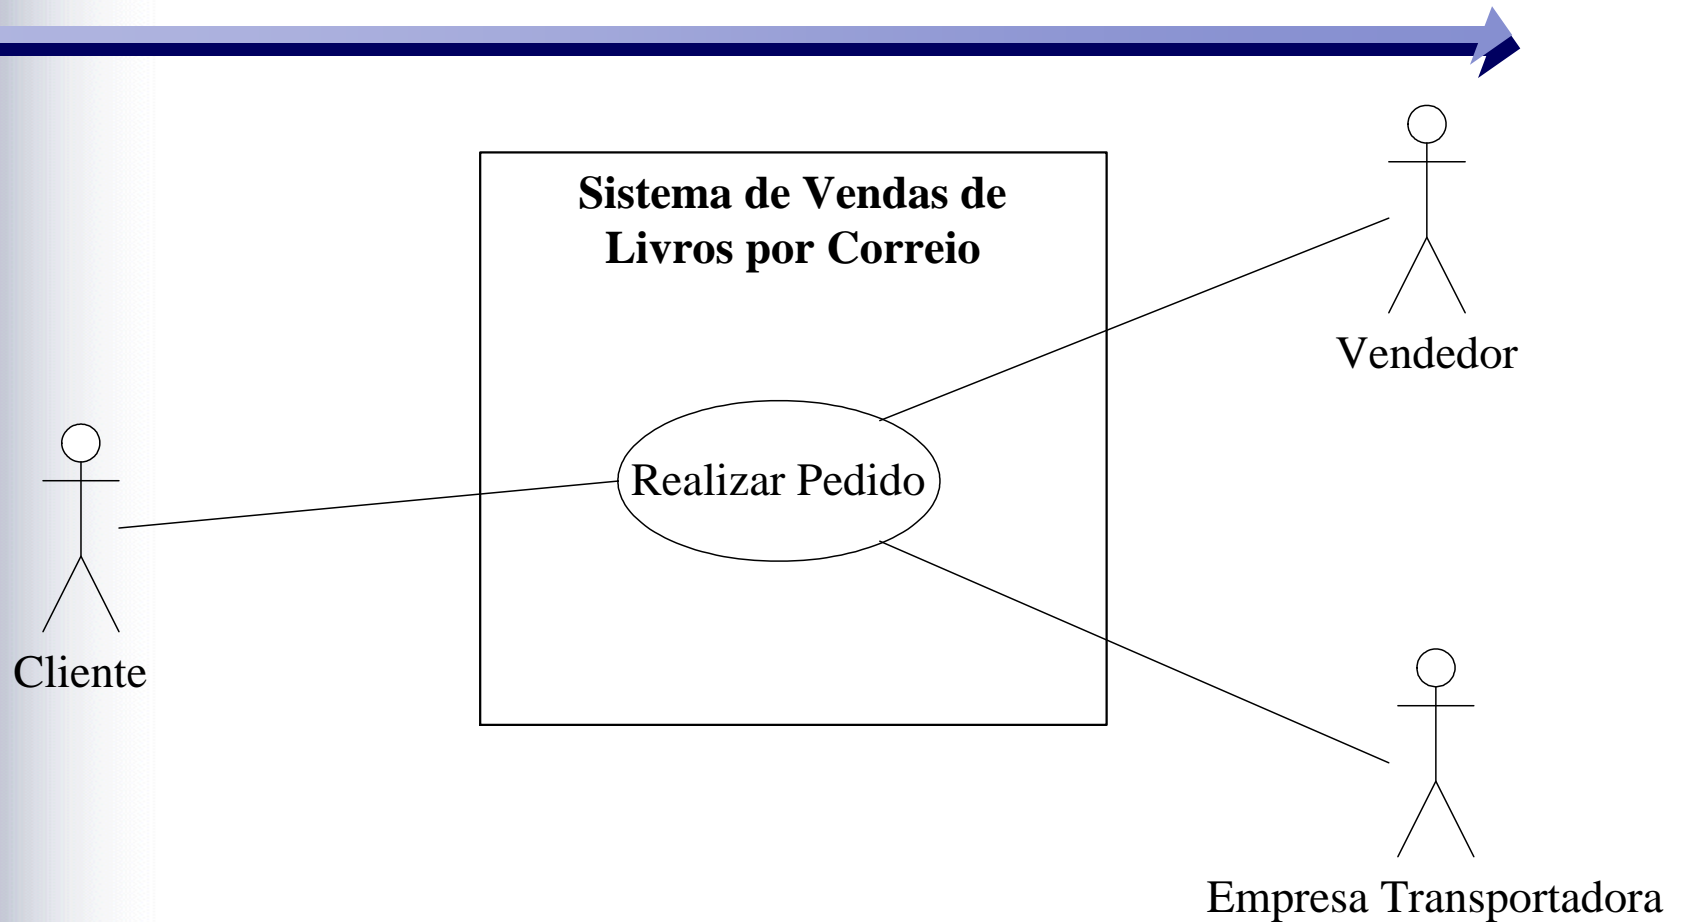 Sistema de Vendas de
Livros por Correio
Vendedor
Realizar Pedido
Cliente
Empresa Transportadora